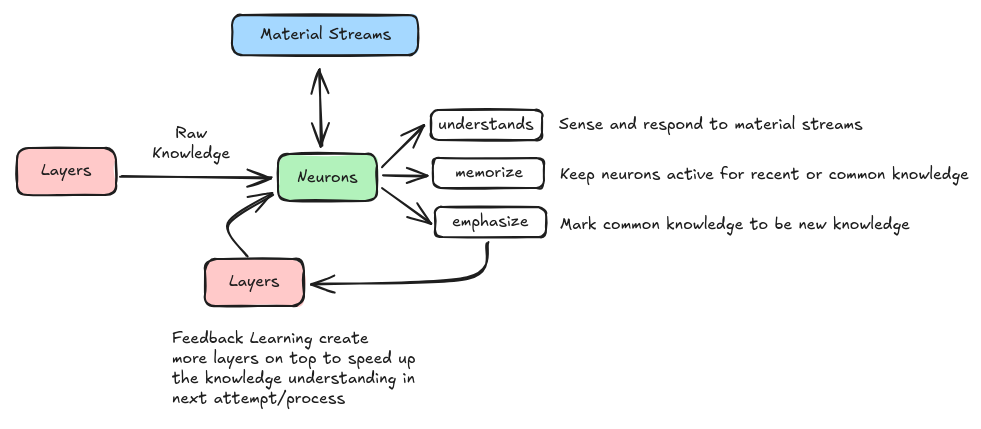 Material Streams
Raw
Knowledge
Layers
Neurons
understands
Sense and respond to material streams
memorize
Keep neurons active for recent or common knowledge
emphasize
Mark common knowledge to be new knowledge
Layers
Feedback Learning create
more layers on top to speed up
the knowledge understanding in
next attempt/process